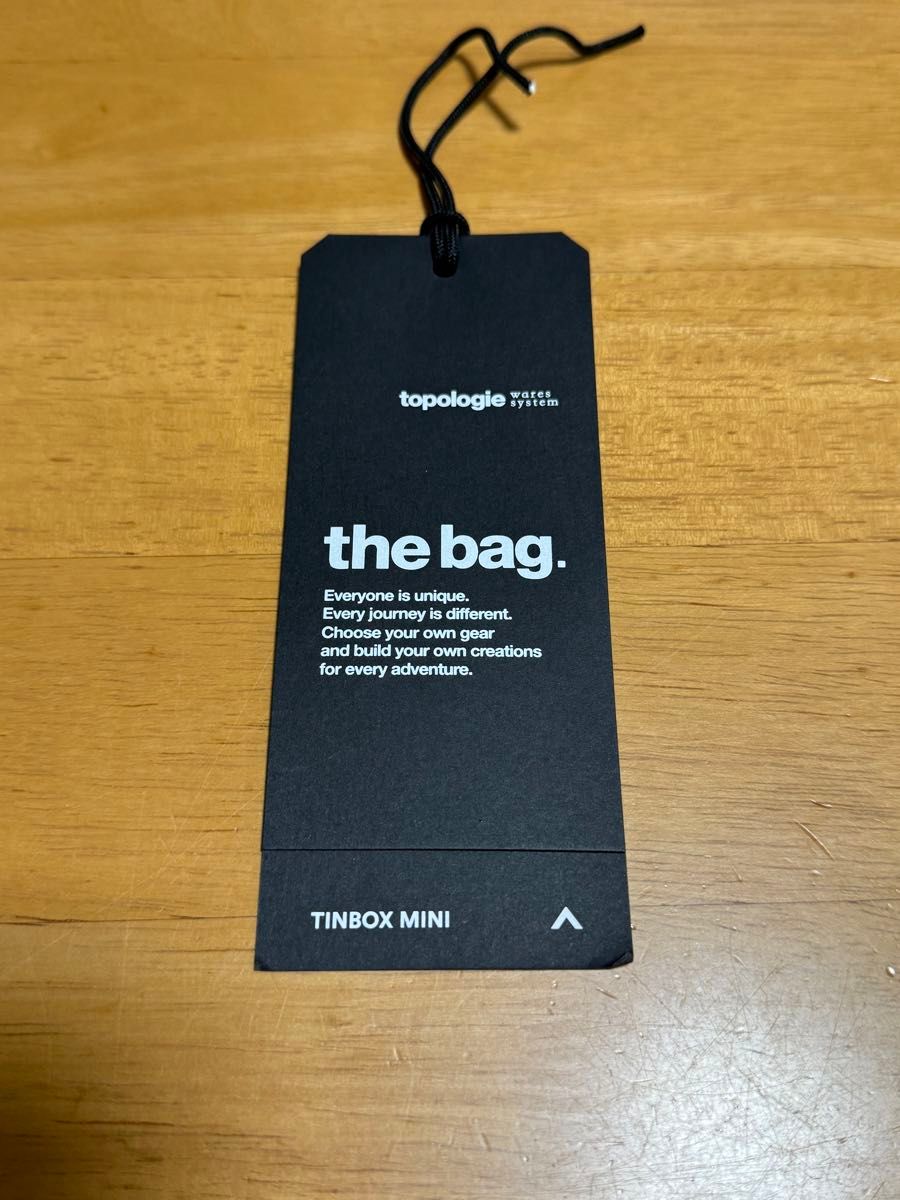 topologie wares system
the bag.
Everyone is unique.
Every journey is different.
Choose your own gear
and build your own creations
for every adventure.
TINBOX MINI